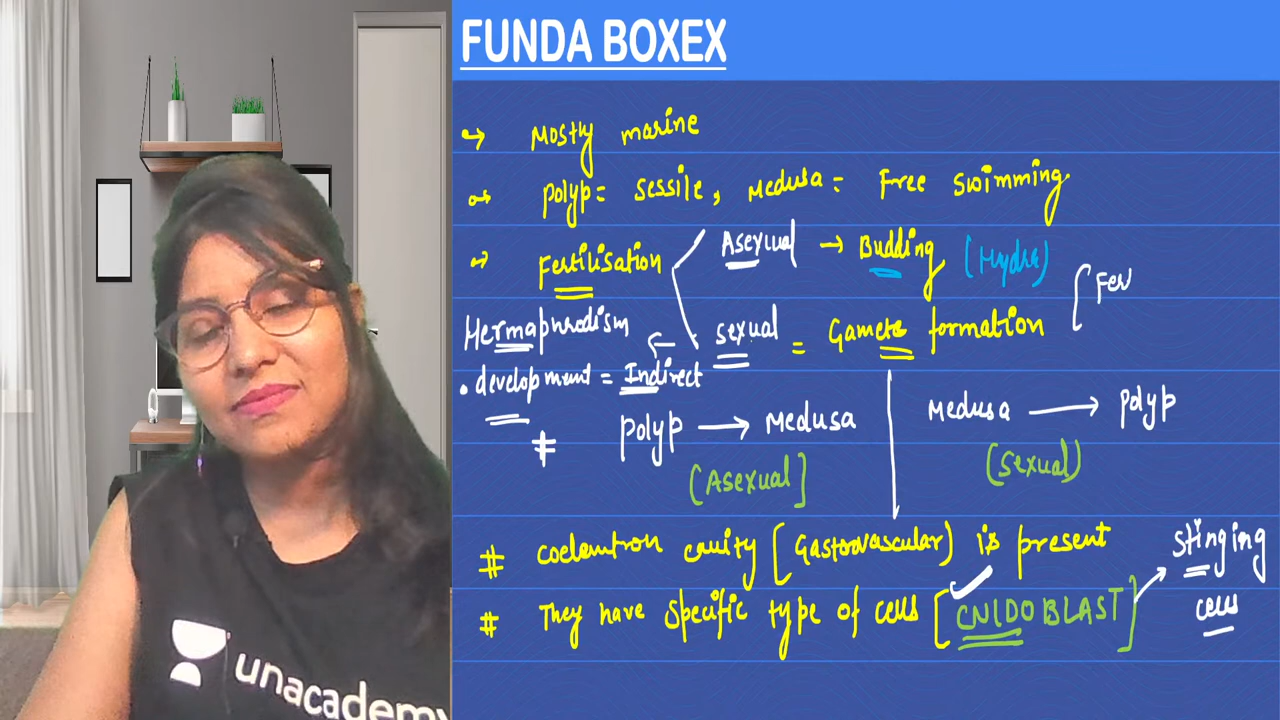 FUNDA BOXEX
Mostly marine
Polyp = sessile, Medusa = Free swimming
Fertilisation
Asexual → Budding (Hydra)
Hermaphrodism ← sexual = Gamete formation
[Few
• development = Indirect
# Polyp → Medusa
(Asexual]
Medusa → Polyp
(Sexual)
# coelentron cavity [Gastrovascular) is present
# They have specific type of cells [CNIDOBLAST] → stinging
cells
unacademy